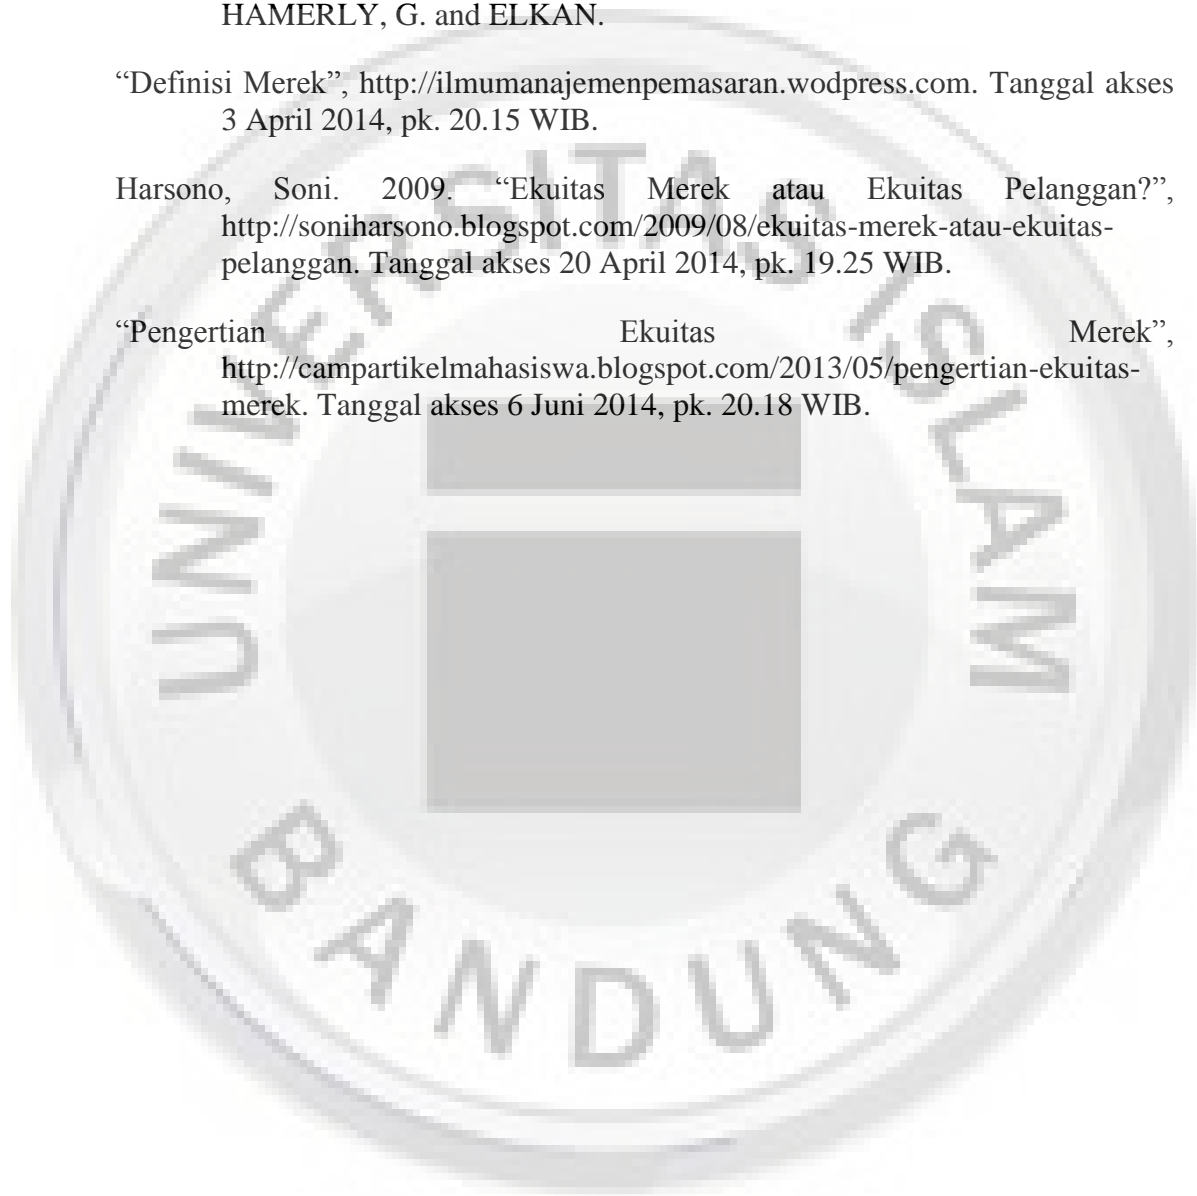 HAMERLY, G. and ELKAN.
“Definisi Merek”, http://ilmumanajemenpemasaran.wodpress.com. Tanggal akses
3 April 2014, pk. 20.15 WIB.
Harsono, Soni. 2009. “Ekuitas Merek atau Ekuitas Pelanggan?”,
http://soniharsono.blogspot.com/2009/08/ekuitas-merek-atau-ekuitas-
pelanggan. Tanggal akses 20 April 2014, pk. 19.25 WIB.
“Pengertian Ekuitas Merek”,
http://campartikelmahasiswa.blogspot.com/2013/05/pengertian-ekuitas-
merek. Tanggal akses 6 Juni 2014, pk. 20.18 WIB.
UNIVERSITAS ISLAM
BANDUNG